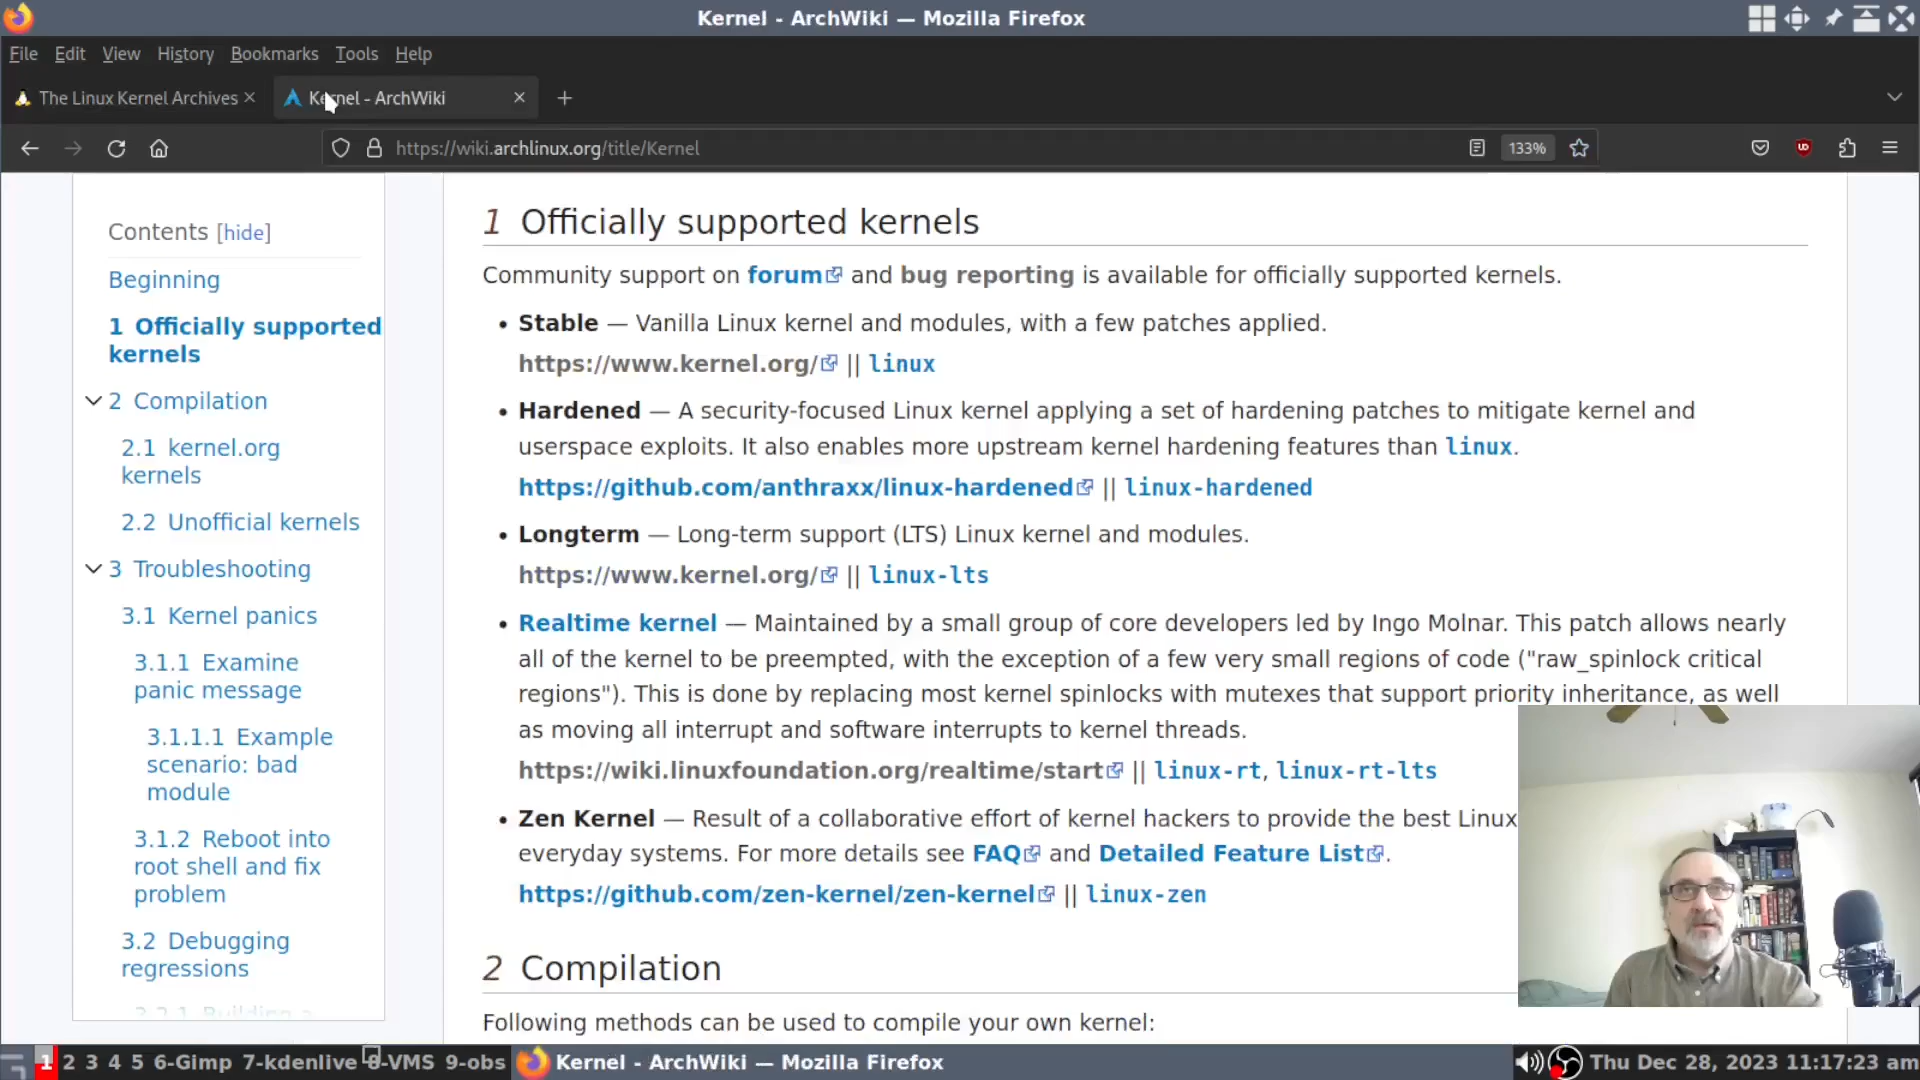 Kernel - ArchWiki — Mozilla Firefox
File Edit View History Bookmarks Tools Help
The Linux Kernel Archives
Kernel - ArchWiki
https://wiki.archlinux.org/title/Kernel
133%
Contents [hide]
Beginning
1 Officially supported
kernels
2 Compilation
2.1 kernel.org
kernels
2.2 Unofficial kernels
3 Troubleshooting
3.1 Kernel panics
3.1.1 Examine
panic message
3.1.1.1 Example
scenario: bad
module
3.1.2 Reboot into
root shell and fix
problem
3.2 Debugging
regressions
3.2.1 Building a
1 Officially supported kernels
Community support on forum and bug reporting is available for officially supported kernels.
• Stable — Vanilla Linux kernel and modules, with a few patches applied.
https://www.kernel.org/ || linux
• Hardened — A security-focused Linux kernel applying a set of hardening patches to mitigate kernel and
userspace exploits. It also enables more upstream kernel hardening features than linux.
https://github.com/anthraxx/linux-hardened || linux-hardened
• Longterm — Long-term support (LTS) Linux kernel and modules.
https://www.kernel.org/ || linux-lts
• Realtime kernel — Maintained by a small group of core developers led by Ingo Molnar. This patch allows nearly
all of the kernel to be preempted, with the exception of a few very small regions of code ("raw_spinlock critical
regions"). This is done by replacing most kernel spinlocks with mutexes that support priority inheritance, as well
as moving all interrupt and software interrupts to kernel threads.
https://wiki.linuxfoundation.org/realtime/start || linux-rt, linux-rt-lts
• Zen Kernel — Result of a collaborative effort of kernel hackers to provide the best Linux
everyday systems. For more details see FAQ and Detailed Feature List.
https://github.com/zen-kernel/zen-kernel || linux-zen
2 Compilation
Following methods can be used to compile your own kernel:
1 2 3 4 5 6-Gimp 7-kdenlive 8-VMS 9-obs
Kernel - ArchWiki — Mozilla Firefox
Thu Dec 28, 2023 11:17:23 am